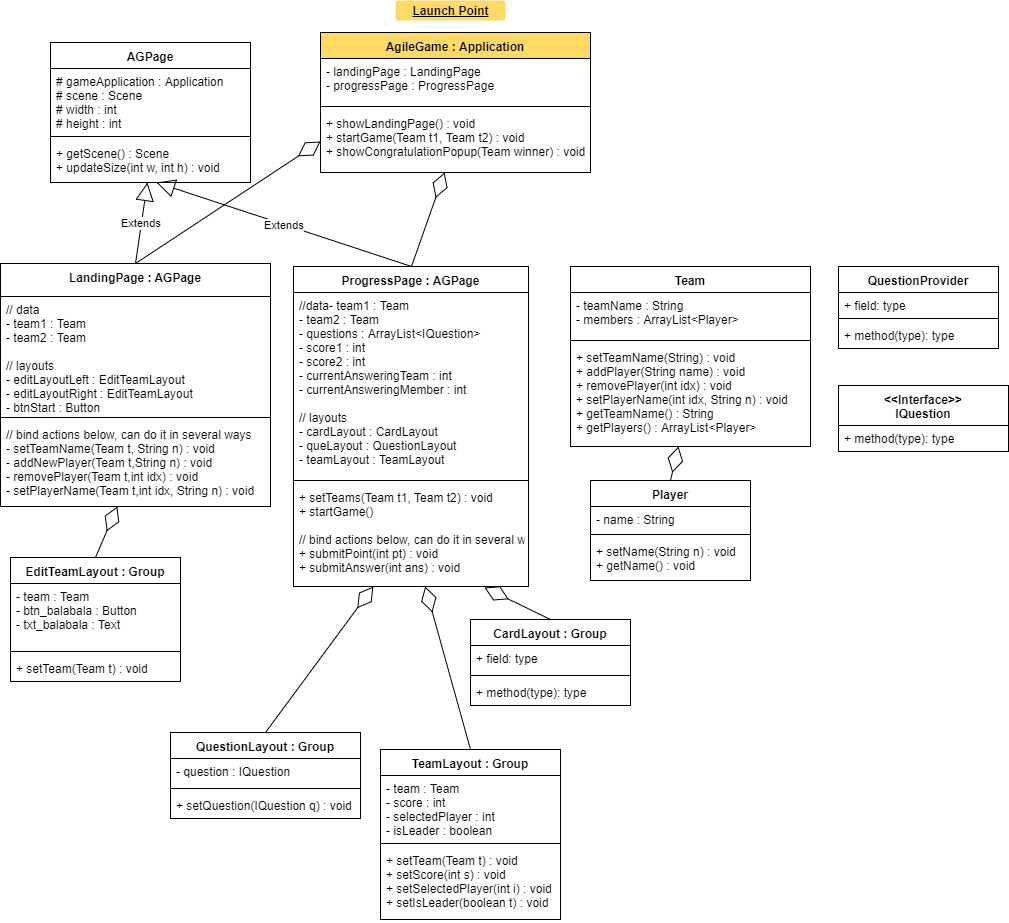 Launch Point
AGPage
# gameApplication : Application
# scene : Scene
# width : int
# height : int
+ getScene() : Scene
+ updateSize(int w, int h) : void
AgileGame : Application
- landingPage : LandingPage
- progressPage : ProgressPage
+ showLandingPage() : void
+ startGame(Team t1, Team t2) : void
+ showCongratulationPopup(Team winner) : void
Extends
Extends
LandingPage : AGPage
// data
- team1 : Team
- team2 : Team
// layouts
- editLayoutLeft : EditTeamLayout
- editLayoutRight : EditTeamLayout
- btnStart : Button
// bind actions below, can do it in several ways
- setTeamName(Team t, String n) : void
- addNewPlayer(Team t,String n) : void
- removePlayer(Team t,int idx) : void
- setPlayerName(Team t,int idx, String n) : void
ProgressPage : AGPage
//data- team1 : Team
- team2 : Team
- questions : ArrayList<IQuestion>
- score1 : int
- score2 : int
- currentAnsweringTeam : int
- currentAnsweringMember : int
// layouts
- cardLayout : CardLayout
- queLayout : QuestionLayout
- teamLayout : TeamLayout
+ setTeams(Team t1, Team t2) : void
+ startGame()
// bind actions below, can do it in several w
+ submitPoint(int pt) : void
+ submitAnswer(int ans) : void
Team
- teamName : String
- members : ArrayList<Player>
+ setTeamName(String) : void
+ addPlayer(String name) : void
+ removePlayer(int idx) : void
+ setPlayerName(int idx, String n) : void
+ getTeamName() : String
+ getPlayers() : ArrayList<Player>
QuestionProvider
+ field: type
+ method(type): type
<<Interface>>
IQuestion
+ method(type): type
Player
- name : String
+ setName(String n) : void
+ getName() : void
EditTeamLayout : Group
- team : Team
- btn_balabala : Button
- txt_balabala : Text
+ setTeam(Team t) : void
CardLayout : Group
+ field: type
+ method(type): type
QuestionLayout : Group
- question : IQuestion
+ setQuestion(IQuestion q) : void
TeamLayout : Group
- team : Team
- score : int
- selectedPlayer : int
- isLeader : boolean
+ setTeam(Team t) : void
+ setScore(int s) : void
+ setSelectedPlayer(int i) : void
+ setIsLeader(boolean t) : void